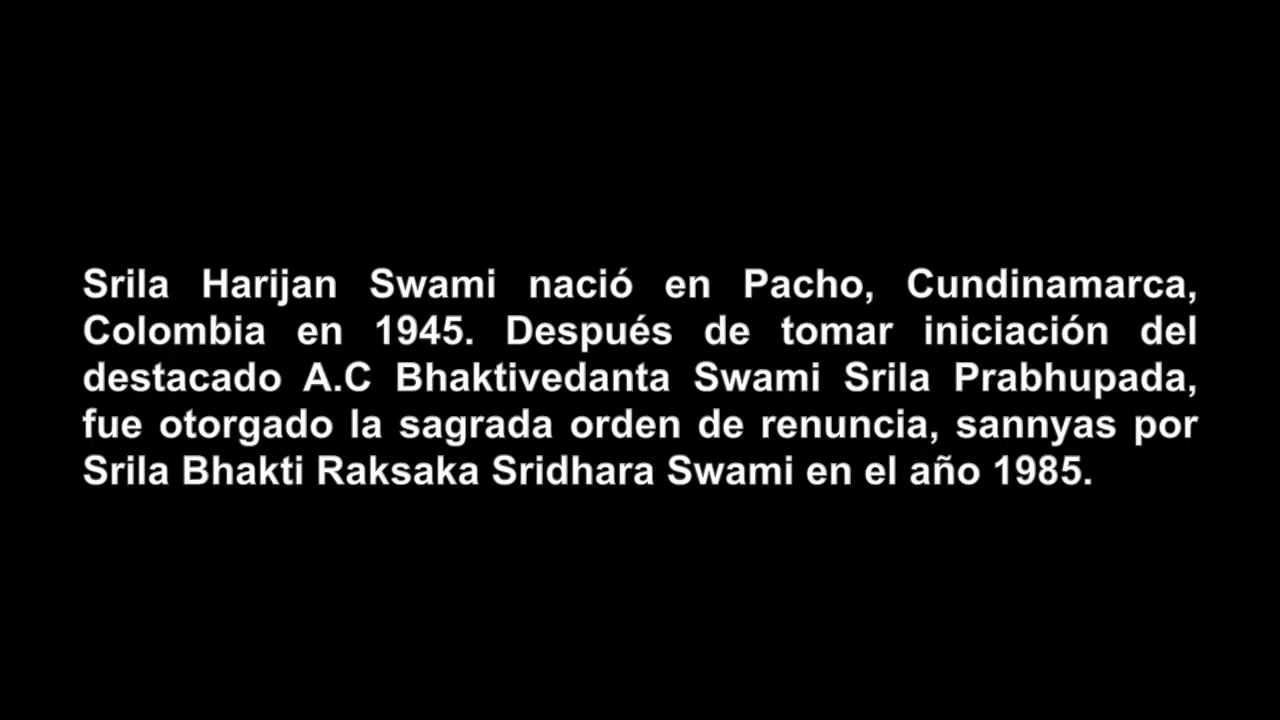 Srila Harijan Swami nació en Pacho, Cundinamarca,
Colombia en 1945. Después de tomar iniciación del
destacado A.C Bhaktivedanta Swami Srila Prabhupada,
fue otorgado la sagrada orden de renuncia, sannyas por
Srila Bhakti Raksaka Sridhara Swami en el año 1985.